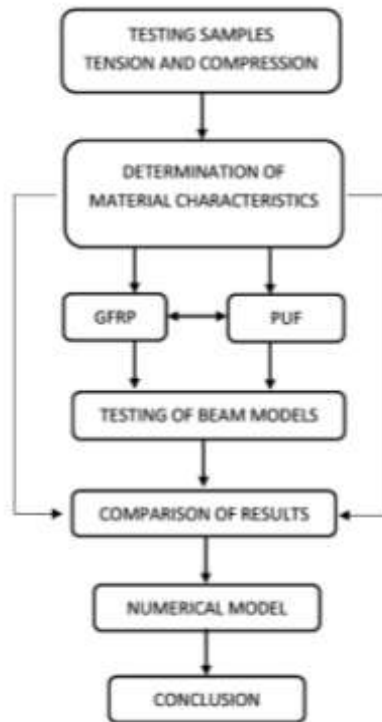 TESTING SAMPLES
TENSION AND COMPRESSION
DETERMINATION OF
MATERIAL CHARACTERISTICS
GFRP
PUF
TESTING OF BEAM MODELS
COMPARISON OF RESULTS
NUMERICAL MODEL
CONCLUSION